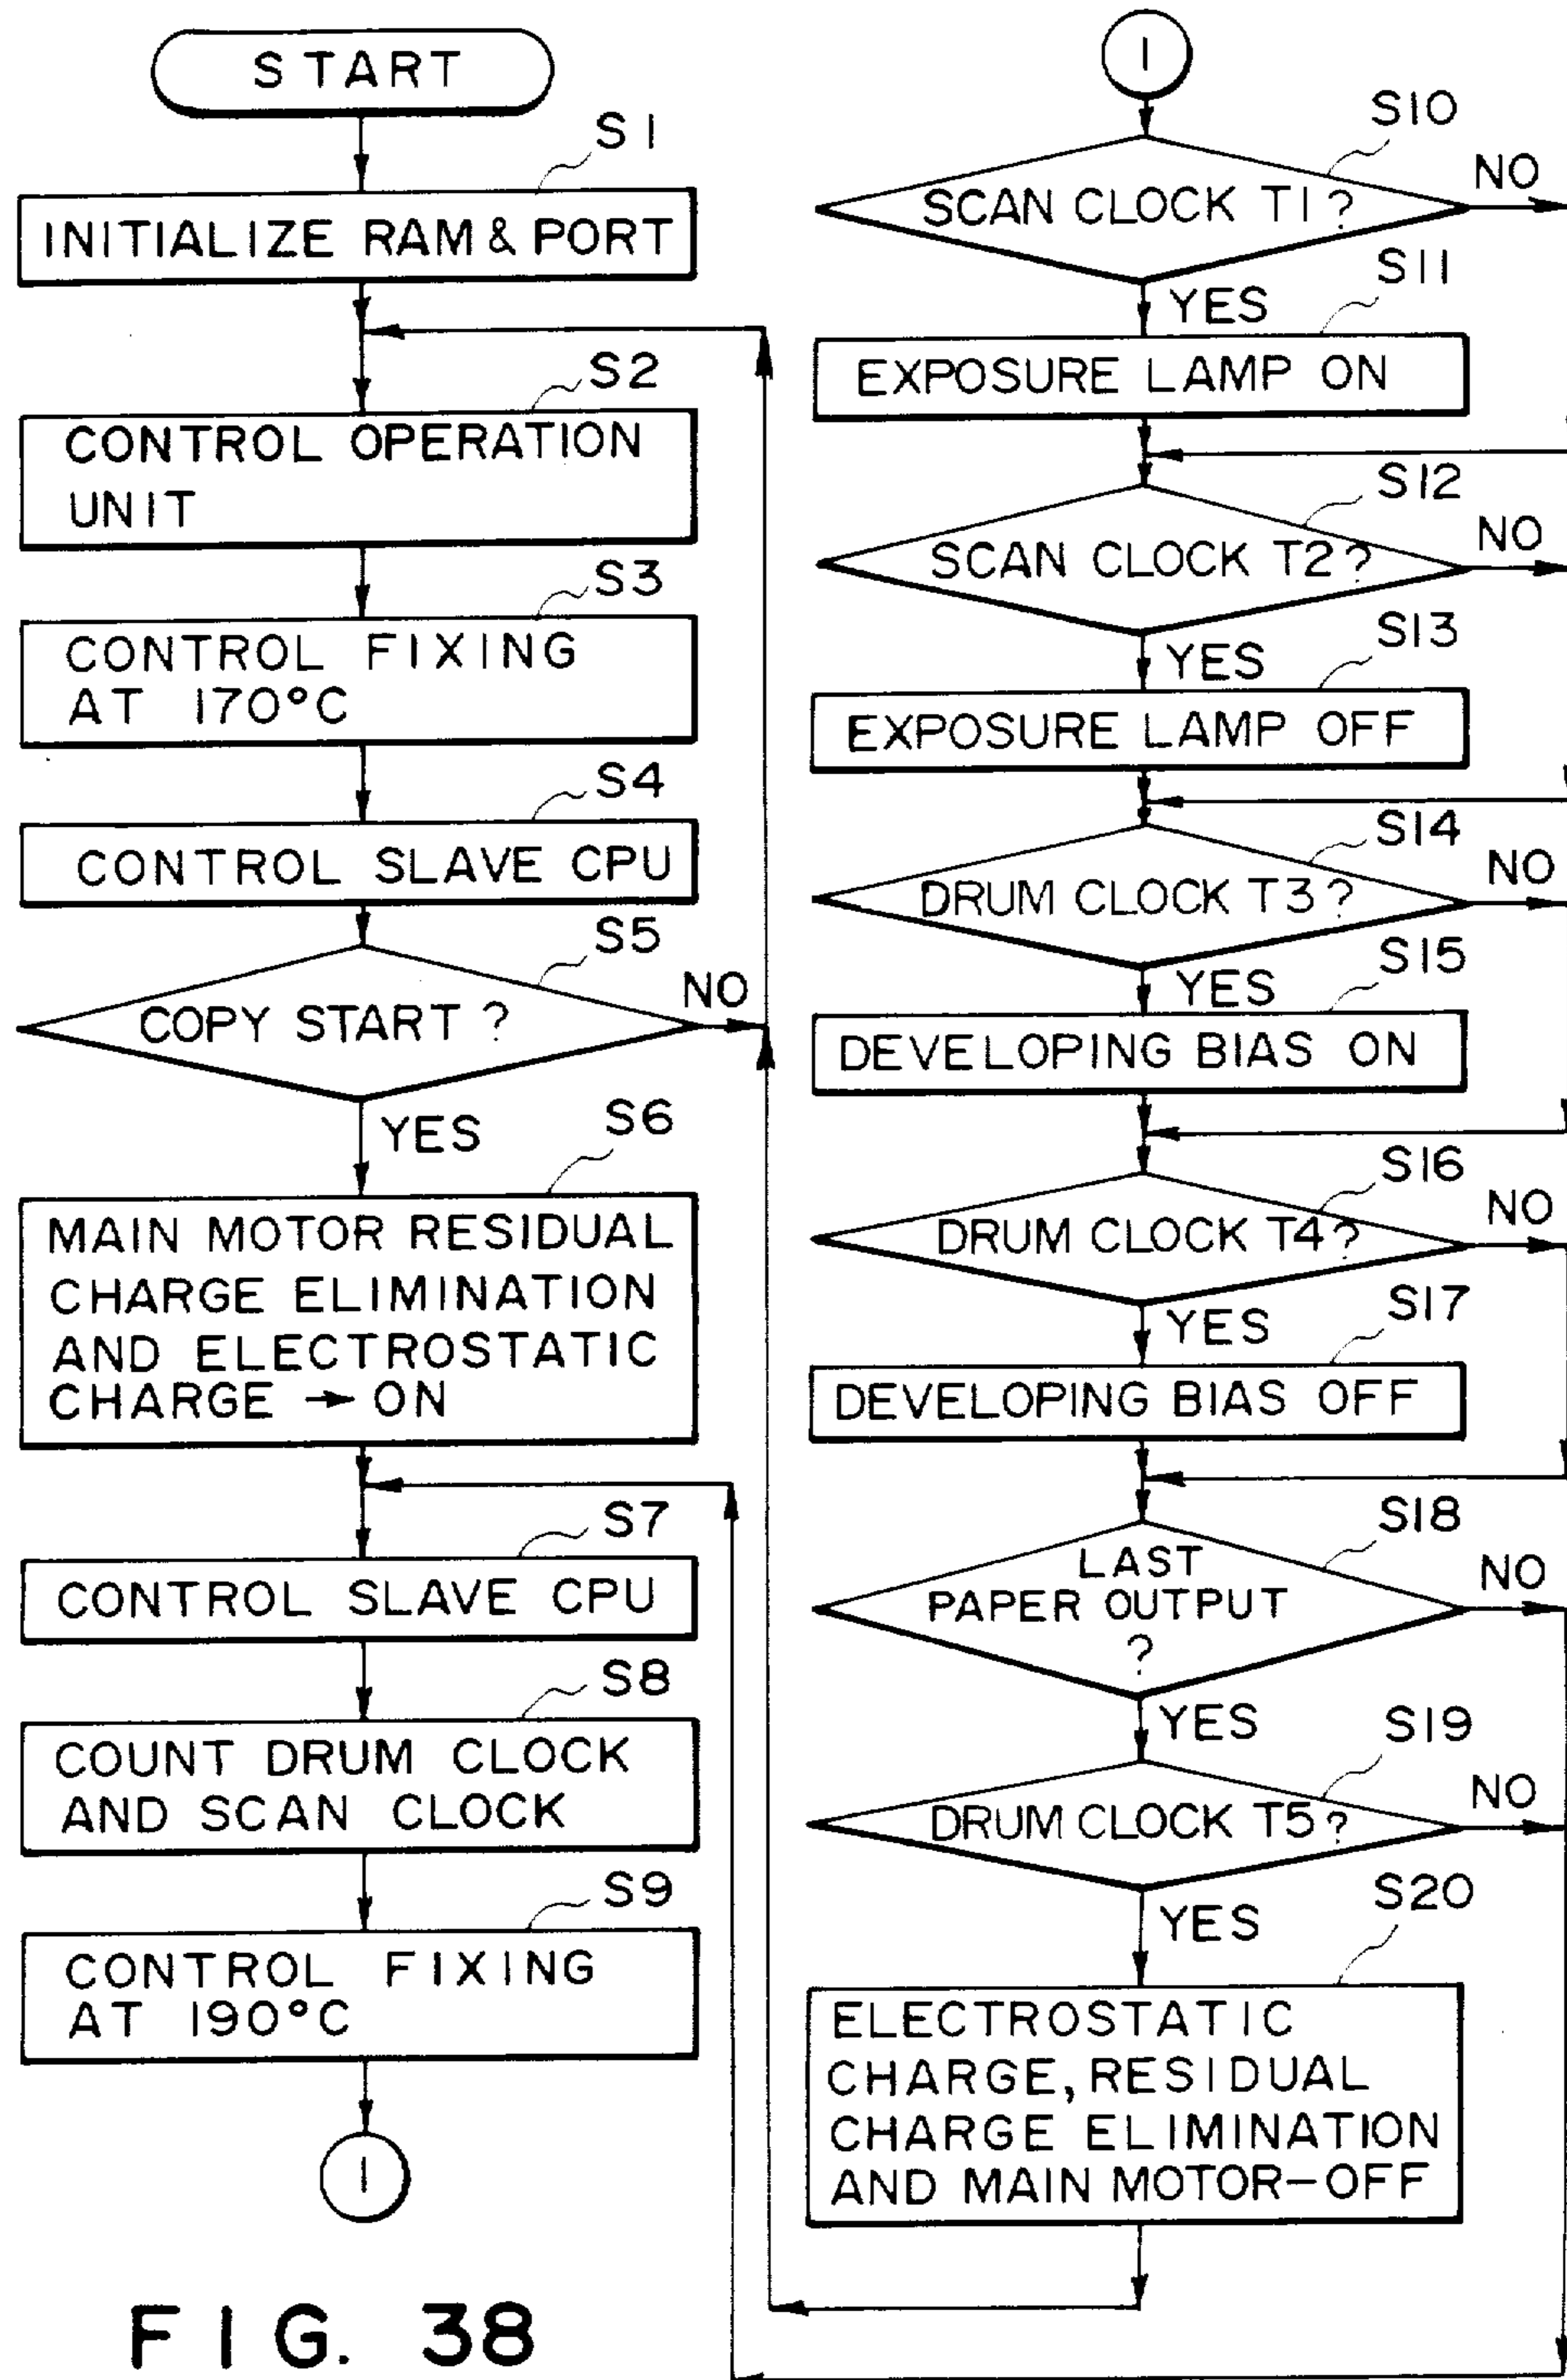 START
S1
INITIALIZE RAM & PORT
S2
CONTROL OPERATION
UNIT
S3
CONTROL FIXING
AT 170°C
S4
CONTROL SLAVE CPU
S5
COPY START ?
NO
YES
S6
MAIN MOTOR RESIDUAL
CHARGE ELIMINATION
AND ELECTROSTATIC
CHARGE → ON
S7
CONTROL SLAVE CPU
S8
COUNT DRUM CLOCK
AND SCAN CLOCK
S9
CONTROL FIXING
AT 190°C
1
1
S10
SCAN CLOCK T1 ?
NO
YES
S11
EXPOSURE LAMP ON
S12
SCAN CLOCK T2 ?
NO
YES
S13
EXPOSURE LAMP OFF
S14
DRUM CLOCK T3 ?
NO
YES
S15
DEVELOPING BIAS ON
S16
DRUM CLOCK T4 ?
NO
YES
S17
DEVELOPING BIAS OFF
S18
LAST
PAPER OUTPUT
?
NO
YES
S19
DRUM CLOCK T5 ?
NO
YES
S20
ELECTROSTATIC
CHARGE, RESIDUAL
CHARGE ELIMINATION
AND MAIN MOTOR-OFF
FIG. 38